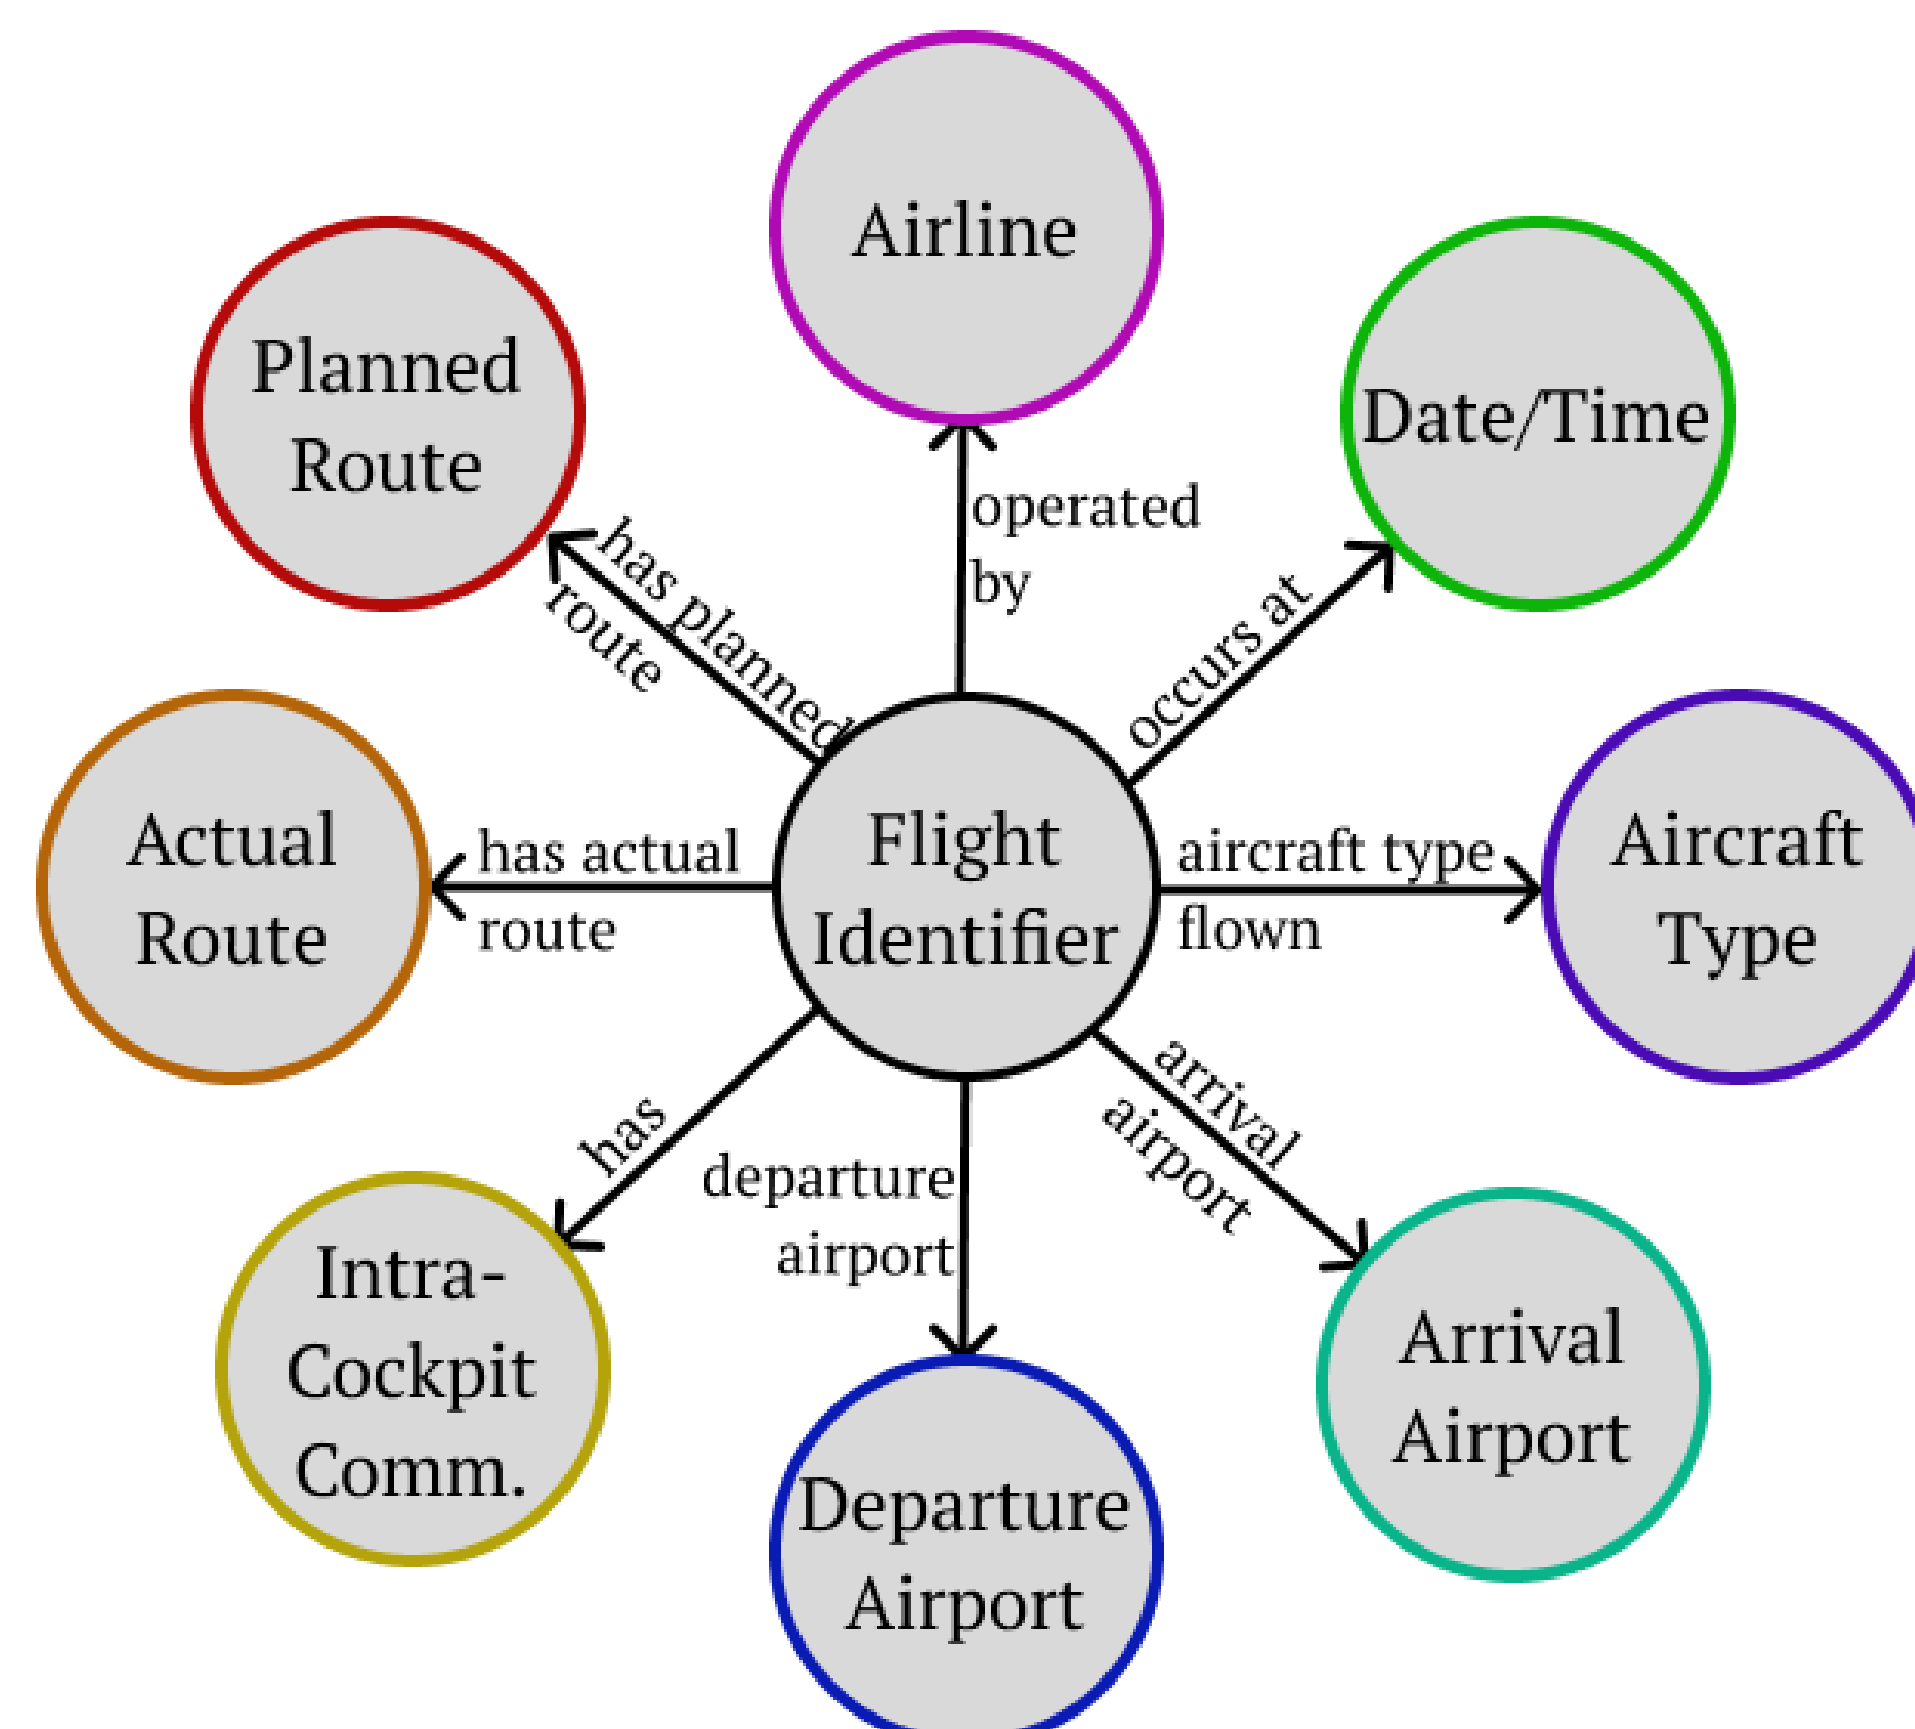 Airline
Planned
Route
Date/Time
operated
by
has planned
route
occurs at
Actual
Route
has actual
route
Flight
Identifier
aircraft type
flown
Aircraft
Type
has
departure
airport
arrival
airport
Intra-
Cockpit
Comm.
Departure
Airport
Arrival
Airport